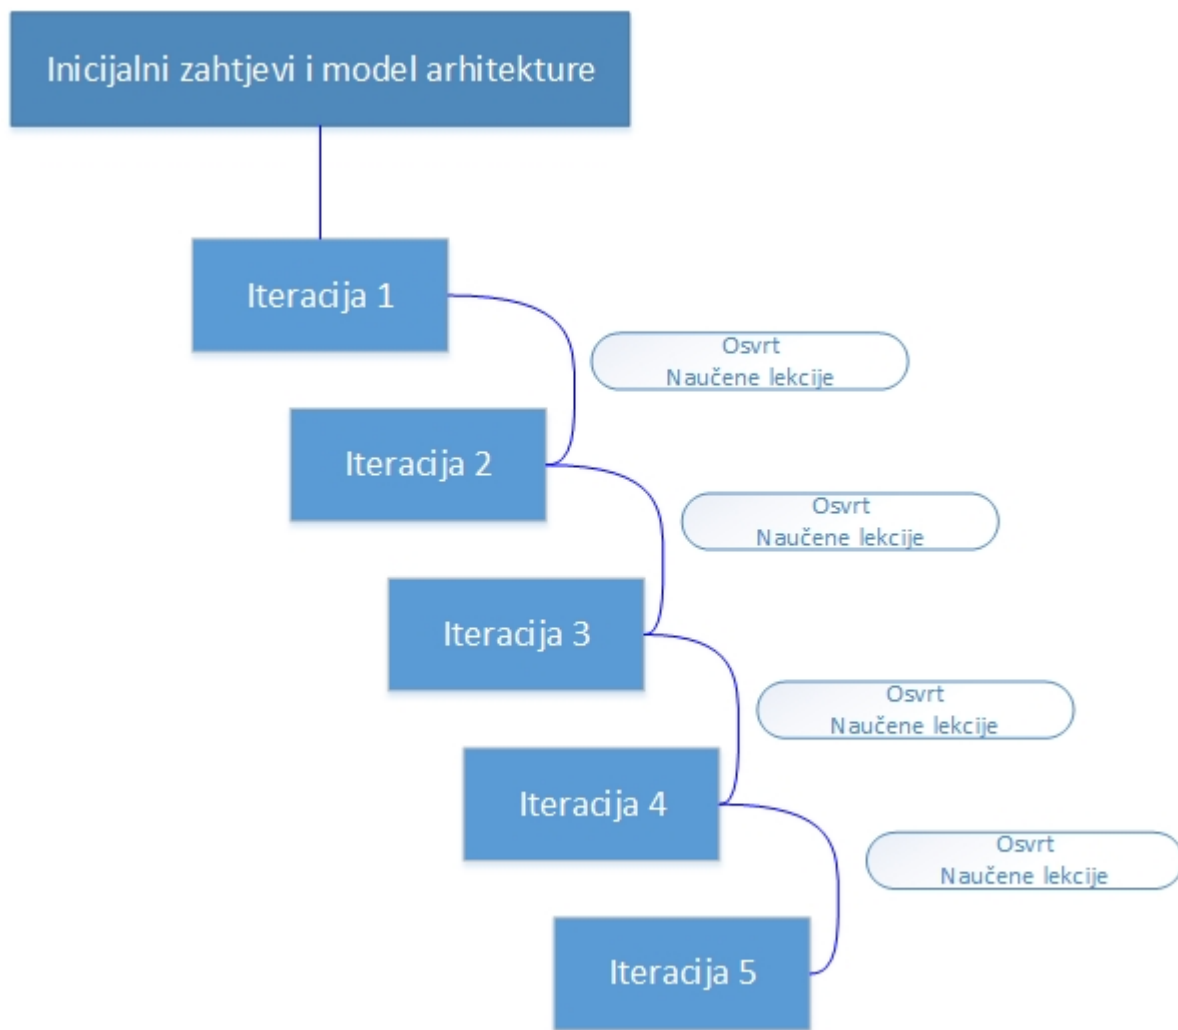 Inicijalni zahtjevi i model arhitekture
Iteracija 1
Osvrt
Naučene lekcije
Iteracija 2
Osvrt
Naučene lekcije
Iteracija 3
Osvrt
Naučene lekcije
Iteracija 4
Osvrt
Naučene lekcije
Iteracija 5